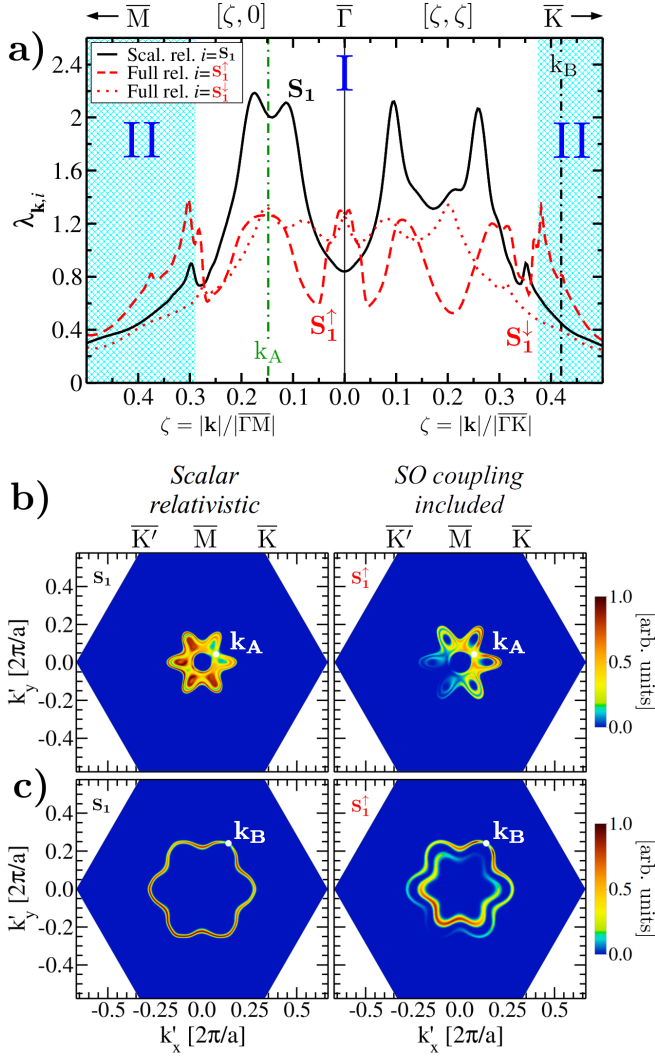 M̅ [ζ, 0] Γ̅ [ζ, ζ] K̅
a)
Scal. rel. i=S₁
Full rel. i=S₁↑
Full rel. i=S₁↓
I
II
II
S₁
k_B
k_A
S₁↑
S₁↓
λ_k,i
2.4
2
1.6
1.2
0.8
0.4
0
0.4 0.3 0.2 0.1 0.0 0.1 0.2 0.3 0.4
ζ = |k|/|Γ̅M̅| ζ = |k|/|Γ̅K̅|
Scalar relativistic
SO coupling included
b)
K̅′ M̅ K̅ K̅′ M̅ K̅
S₁
k_A
S₁↑
k_A
k′_y [2π/a]
0.4
0.2
0.0
-0.2
-0.4
1.0
0.5
0.0
|arb. units|
c)
S₁
k_B
S₁↑
k_B
k′_y [2π/a]
0.4
0.2
0.0
-0.2
-0.4
1.0
0.5
0.0
|arb. units|
-0.5 -0.2 0.0 0.2 0.5 -0.5 -0.2 0.0 0.2 0.5
k′_x [2π/a] k′_x [2π/a]